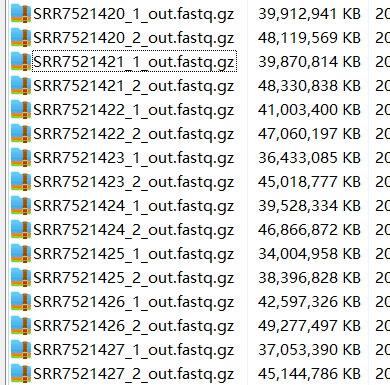 SRR7521420_1_out.fastq.gz 39,912,941 KB 20
SRR7521420_2_out.fastq.gz 48,119,569 KB 20
SRR7521421_1_out.fastq.gz 39,870,814 KB 20
SRR7521421_2_out.fastq.gz 48,330,838 KB 20
SRR7521422_1_out.fastq.gz 41,003,400 KB 20
SRR7521422_2_out.fastq.gz 47,060,197 KB 20
SRR7521423_1_out.fastq.gz 36,433,085 KB 20
SRR7521423_2_out.fastq.gz 45,018,777 KB 20
SRR7521424_1_out.fastq.gz 39,528,334 KB 20
SRR7521424_2_out.fastq.gz 46,866,872 KB 20
SRR7521425_1_out.fastq.gz 34,004,958 KB 20
SRR7521425_2_out.fastq.gz 38,396,828 KB 20
SRR7521426_1_out.fastq.gz 42,597,326 KB 20
SRR7521426_2_out.fastq.gz 49,277,497 KB 20
SRR7521427_1_out.fastq.gz 37,053,390 KB 20
SRR7521427_2_out.fastq.gz 45,144,786 KB 20